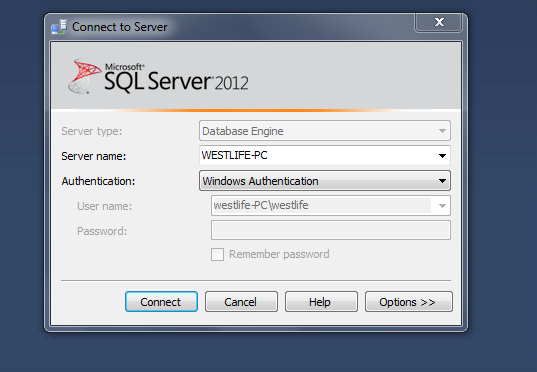 Connect to Server
Microsoft®
SQL Server® 2012
Server type: Database Engine
Server name: WESTLIFE-PC
Authentication: Windows Authentication
User name: westlife-PC\westlife
Password:
Remember password
Connect Cancel Help Options >>